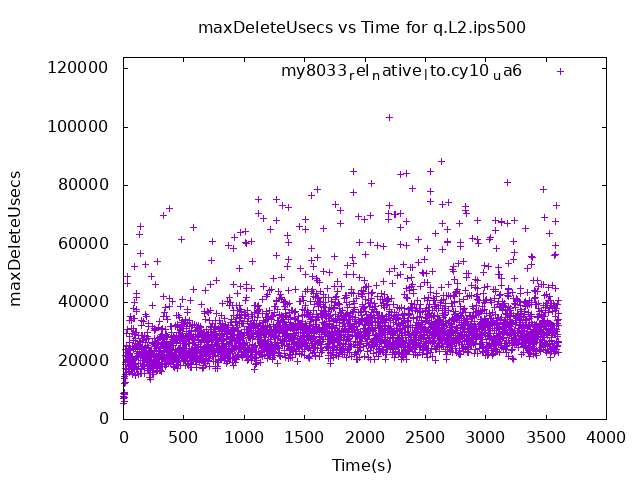 maxDeleteUsecs vs Time for q.L2.ips500
my8033relnativelto.cy10ua6
maxDeleteUsecs
120000
100000
80000
60000
40000
20000
0
0 500 1000 1500 2000 2500 3000 3500 4000
Time(s)